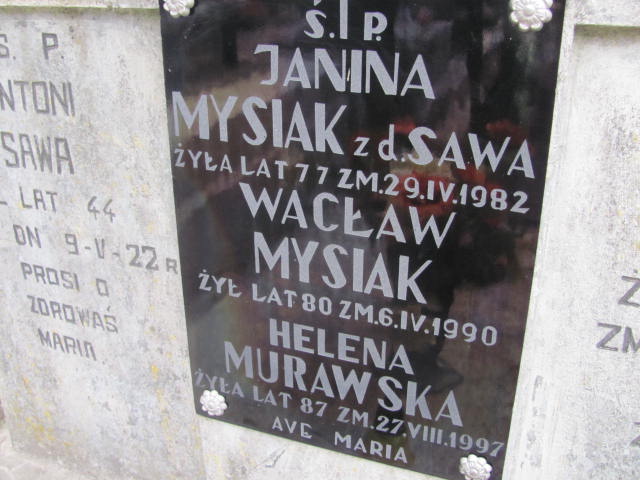 Ś. P
NTONI
SAWA
LAT 44
DN 9-V-22 R
PROSI O
ZDROWAŚ
MARIA
Ś. † P.
JANINA
MYSIAK z d. SAWA
ŻYŁA LAT 77 ZM. 29.IV.1982
WACŁAW
MYSIAK
ŻYŁ LAT 80 ZM. 6.IV.1990
HELENA
MURAWSKA
ŻYŁA LAT 87 ZM. 27.VIII.1997
AVE MARIA
Z
ZM